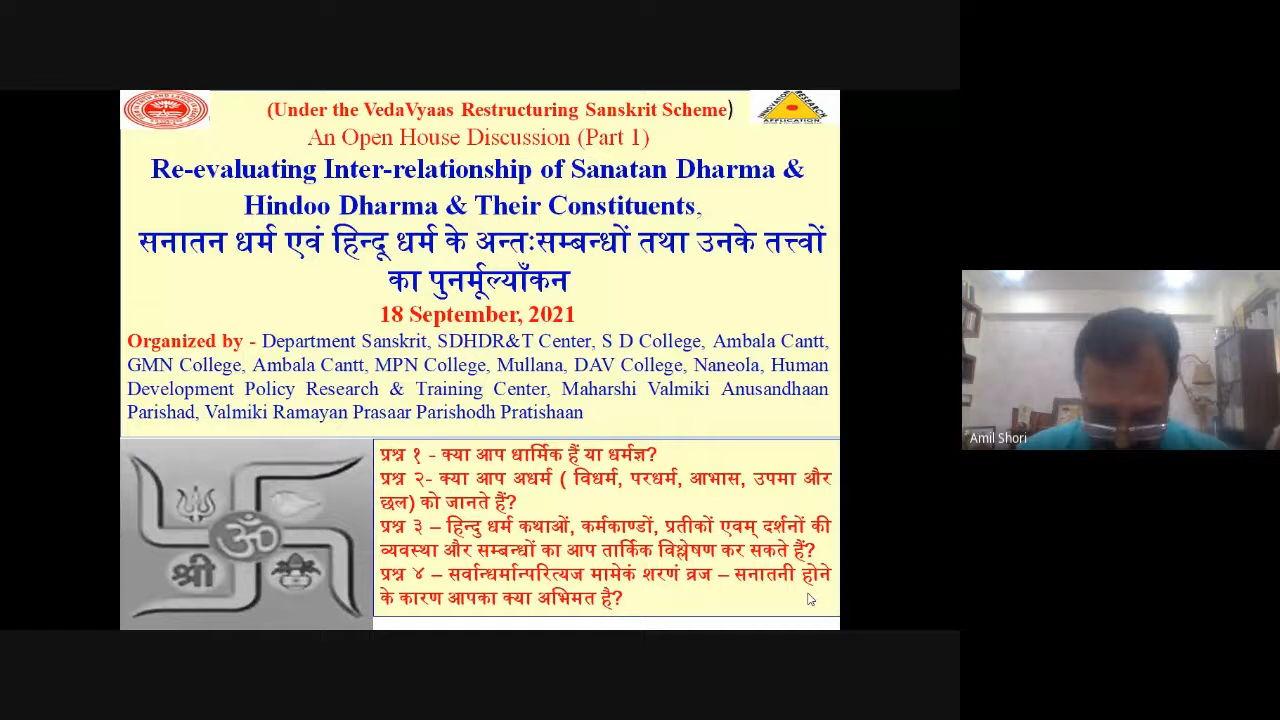 (Under the VedaVyaas Restructuring Sanskrit Scheme)
An Open House Discussion (Part 1)
Re-evaluating Inter-relationship of Sanatan Dharma &
Hindoo Dharma & Their Constituents,
सनातन धर्म एवं हिन्दू धर्म के अन्तःसम्बन्धों तथा उनके तत्त्वों
का पुनर्मूल्याँकन
18 September, 2021
Organized by - Department Sanskrit, SDHDR&T Center, S D College, Ambala Cantt,
GMN College, Ambala Cantt, MPN College, Mullana, DAV College, Naneola, Human
Development Policy Research & Training Center, Maharshi Valmiki Anusandhaan
Parishad, Valmiki Ramayan Prasaar Parishodh Pratishaan
ॐ
श्री
प्रश्न १ - क्या आप धार्मिक हैं या धर्मज्ञ?
प्रश्न २- क्या आप अधर्म ( विधर्म, परधर्म, आभास, उपमा और
छल) को जानते हैं?
प्रश्न ३ – हिन्दु धर्म कथाओं, कर्मकाण्डों, प्रतीकों एवम् दर्शनों की
व्यवस्था और सम्बन्धों का आप तार्किक विश्लेषण कर सकते हैं?
प्रश्न ४ – सर्वान्धर्मान्परित्यज मामेकं शरणं व्रज – सनातनी होने
के कारण आपका क्या अभिमत है?
Amil Shori